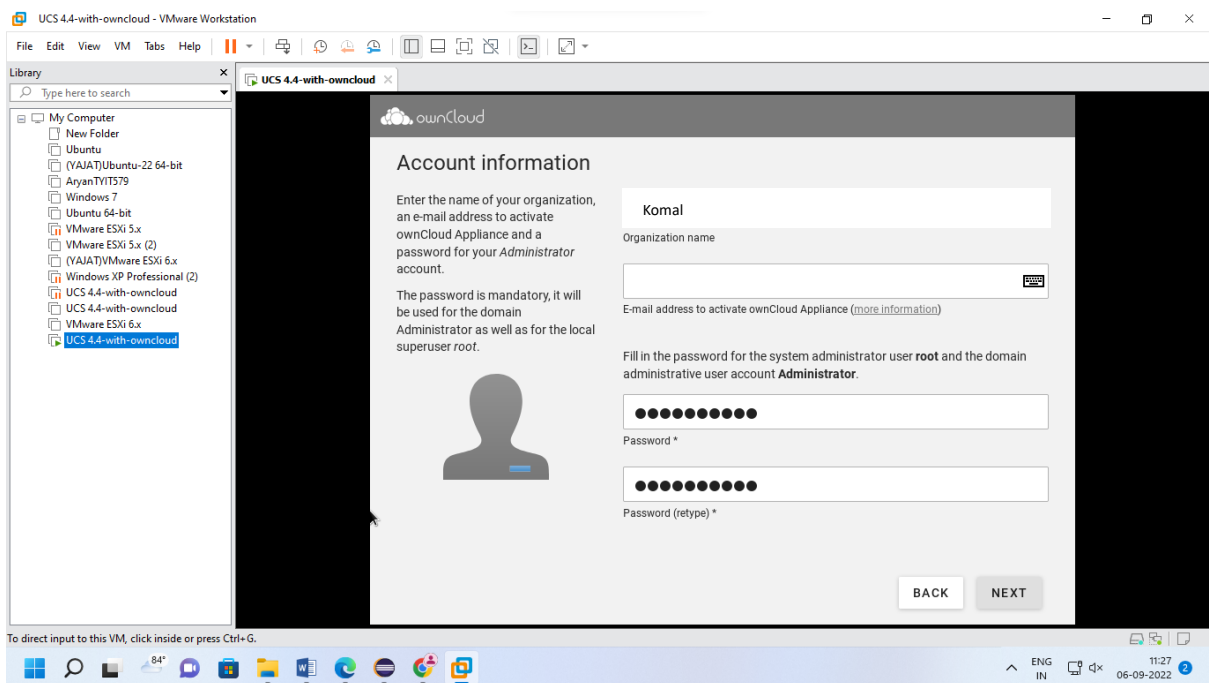 UCS 4.4-with-owncloud - VMware Workstation
File Edit View VM Tabs Help
Library
Type here to search
My Computer
New Folder
Ubuntu
(YAJAT)Ubuntu-22 64-bit
AryanTYIT579
Windows 7
Ubuntu 64-bit
VMware ESXi 5.x
VMware ESXi 5.x (2)
(YAJAT)VMware ESXi 6.x
Windows XP Professional (2)
UCS 4.4-with-owncloud
UCS 4.4-with-owncloud
VMware ESXi 6.x
UCS 4.4-with-owncloud
UCS 4.4-with-owncloud
ownCloud
Account information
Enter the name of your organization,
an e-mail address to activate
ownCloud Appliance and a
password for your Administrator
account.
The password is mandatory, it will
be used for the domain
Administrator as well as for the local
superuser root.
Komal
Organization name
E-mail address to activate ownCloud Appliance (more information)
Fill in the password for the system administrator user root and the domain
administrative user account Administrator.
Password *
Password (retype) *
BACK NEXT
To direct input to this VM, click inside or press Ctrl+G.
84°
ENG
IN
11:27
06-09-2022
2